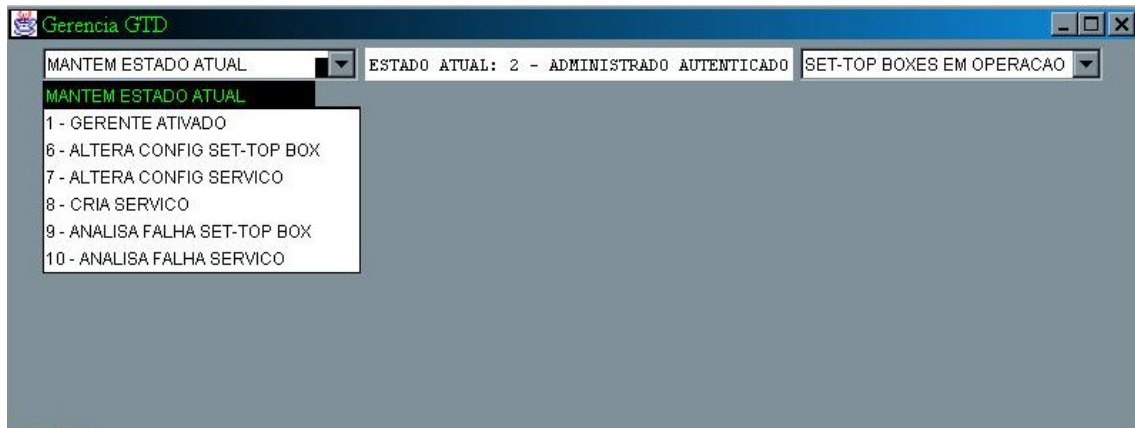 Gerencia GTD
MANTEM ESTADO ATUAL ESTADO ATUAL: 2 - ADMINISTRADO AUTENTICADO SET-TOP BOXES EM OPERACAO
MANTEM ESTADO ATUAL
1 - GERENTE ATIVADO
6 - ALTERA CONFIG SET-TOP BOX
7 - ALTERA CONFIG SERVICO
8 - CRIA SERVICO
9 - ANALISA FALHA SET-TOP BOX
10 - ANALISA FALHA SERVICO